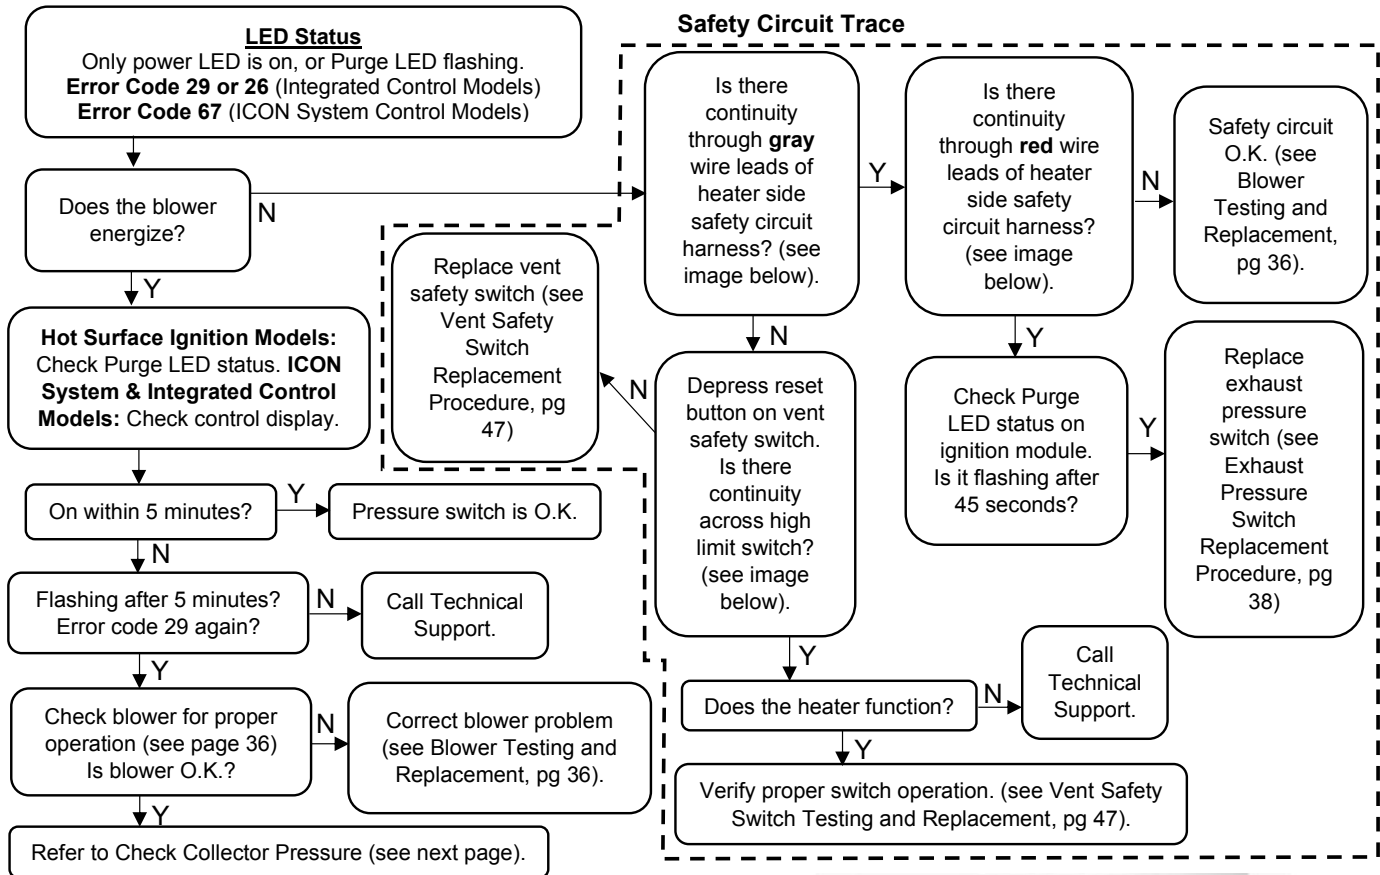 Safety Circuit Trace
LED Status
Only power LED is on, or Purge LED flashing.
Error Code 29 or 26 (Integrated Control Models)
Error Code 67 (ICON System Control Models)
Does the blower
energize?
N
Y
Hot Surface Ignition Models:
Check Purge LED status. ICON
System & Integrated Control
Models: Check control display.
On within 5 minutes?
Y
Pressure switch is O.K.
N
Flashing after 5 minutes?
Error code 29 again?
N
Call Technical
Support.
Y
Check blower for proper
operation (see page 36)
Is blower O.K.?
N
Correct blower problem
(see Blower Testing and
Replacement, pg 36).
Y
Refer to Check Collector Pressure (see next page).
Is there
continuity
through gray
wire leads of
heater side
safety circuit
harness? (see
image below).
Y
Is there
continuity
through red wire
leads of heater
side safety
circuit harness?
(see image
below).
N
Safety circuit
O.K. (see
Blower
Testing and
Replacement,
pg 36).
Y
Check Purge
LED status on
ignition module.
Is it flashing after
45 seconds?
Y
Replace
exhaust
pressure
switch (see
Exhaust
Pressure
Switch
Replacement
Procedure, pg
38)
N
Depress reset
button on vent
safety switch.
Is there
continuity
across high
limit switch?
(see image
below).
N
Replace vent
safety switch (see
Vent Safety
Switch
Replacement
Procedure, pg
47)
Y
Does the heater function?
N
Call
Technical
Support.
Y
Verify proper switch operation. (see Vent Safety
Switch Testing and Replacement, pg 47).